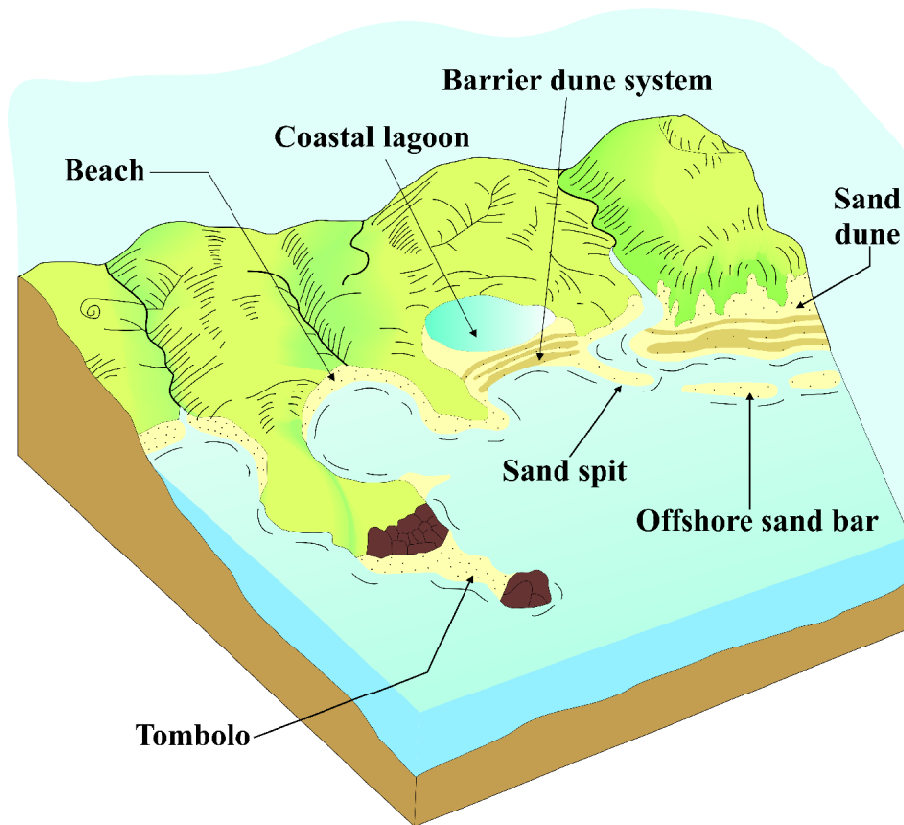 Barrier dune system
Coastal lagoon
Beach
Sand
dune
Sand spit
Offshore sand bar
Tombolo